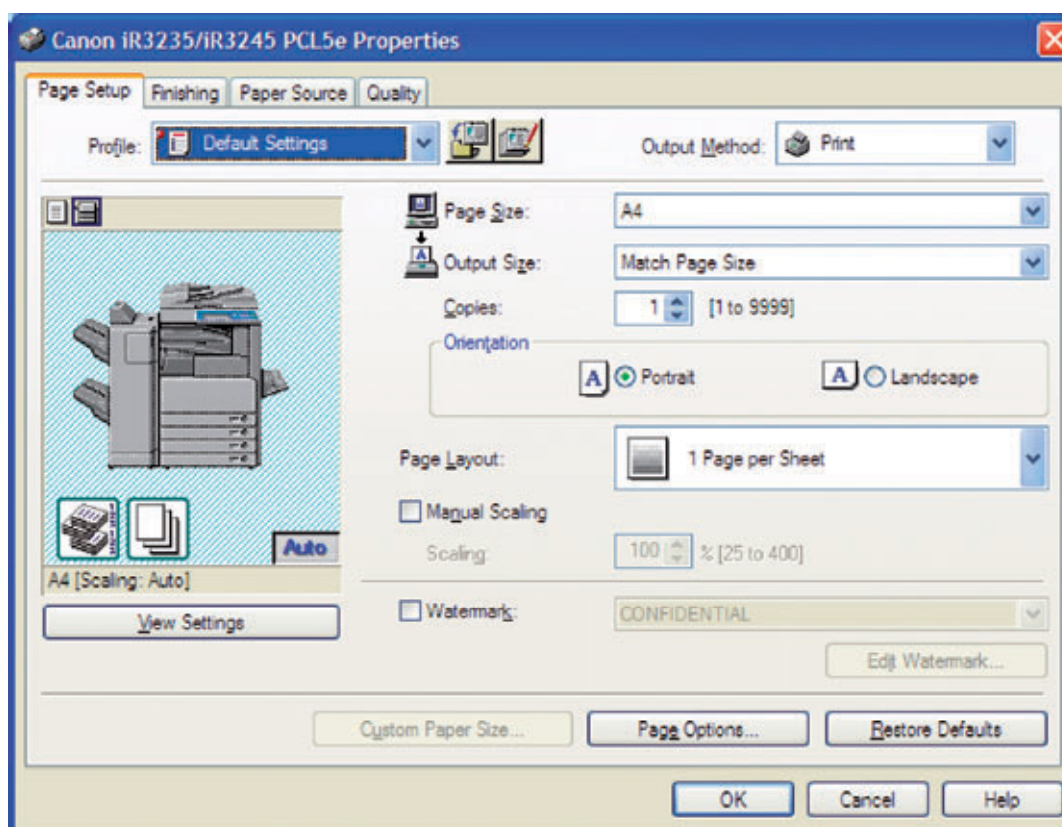 Canon iR3235/iR3245 PCL5e Properties
Page Setup Finishing Paper Source Quality
Profile: Default Settings Output Method: Print
Page Size: A4
Output Size: Match Page Size
Copies: 1 [1 to 9999]
Orientation
A Portrait A Landscape
Page Layout: 1 Page per Sheet
Manual Scaling
Scaling: 100 % [25 to 400]
Auto
A4 [Scaling: Auto]
View Settings
Watermark: CONFIDENTIAL
Edit Watermark...
Custom Paper Size... Page Options... Restore Defaults
OK Cancel Help